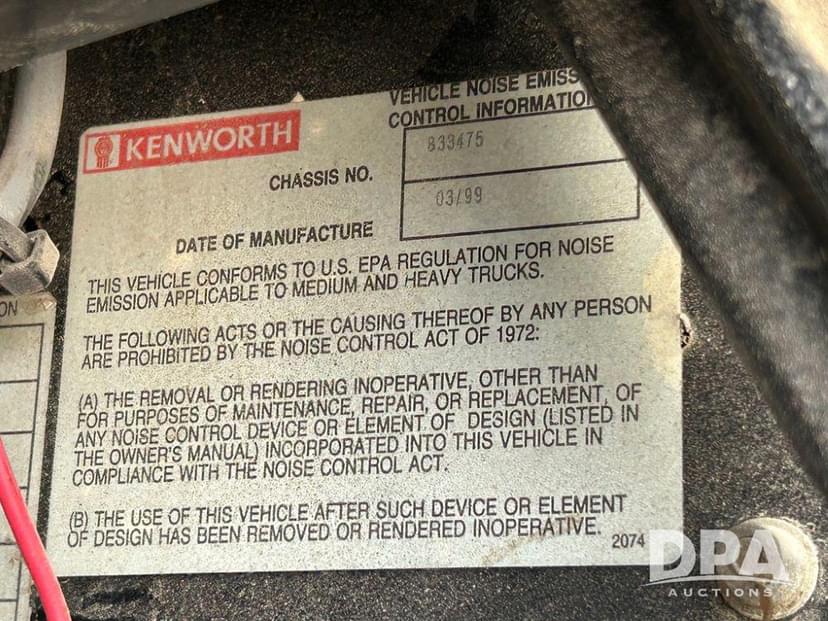 VEHICLE NOISE
CONTROL INFORMATION
KENWORTH
CHASSIS NO.
833475
DATE OF MANUFACTURE
03/99
THIS VEHICLE CONFORMS TO U.S. EPA REGULATION FOR NOISE
EMISSION APPLICABLE TO MEDIUM AND HEAVY TRUCKS.
THE FOLLOWING ACTS OR THE CAUSING THEREOF BY ANY PERSON
ARE PROHIBITED BY THE NOISE CONTROL ACT OF 1972:
(A) THE REMOVAL OR RENDERING INOPERATIVE, OTHER THAN
FOR PURPOSES OF MAINTENANCE, REPAIR, OR REPLACEMENT, OF
ANY NOISE CONTROL DEVICE OR ELEMENT OF DESIGN (LISTED IN
THE OWNER'S MANUAL) INCORPORATED INTO THIS VEHICLE IN
COMPLIANCE WITH THE NOISE CONTROL ACT.
(B) THE USE OF THIS VEHICLE AFTER SUCH DEVICE OR ELEMENT
OF DESIGN HAS BEEN REMOVED OR RENDERED INOPERATIVE.
2074
DPA
AUCTIONS